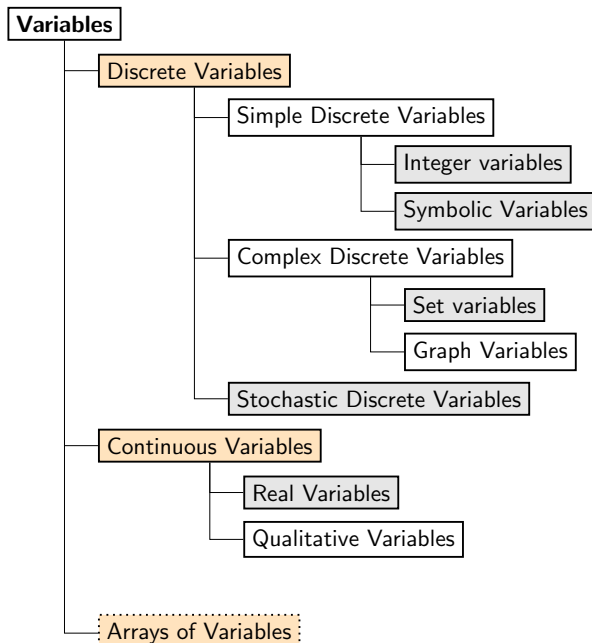 Variables
Discrete Variables
Simple Discrete Variables
Integer variables
Symbolic Variables
Complex Discrete Variables
Set variables
Graph Variables
Stochastic Discrete Variables
Continuous Variables
Real Variables
Qualitative Variables
Arrays of Variables